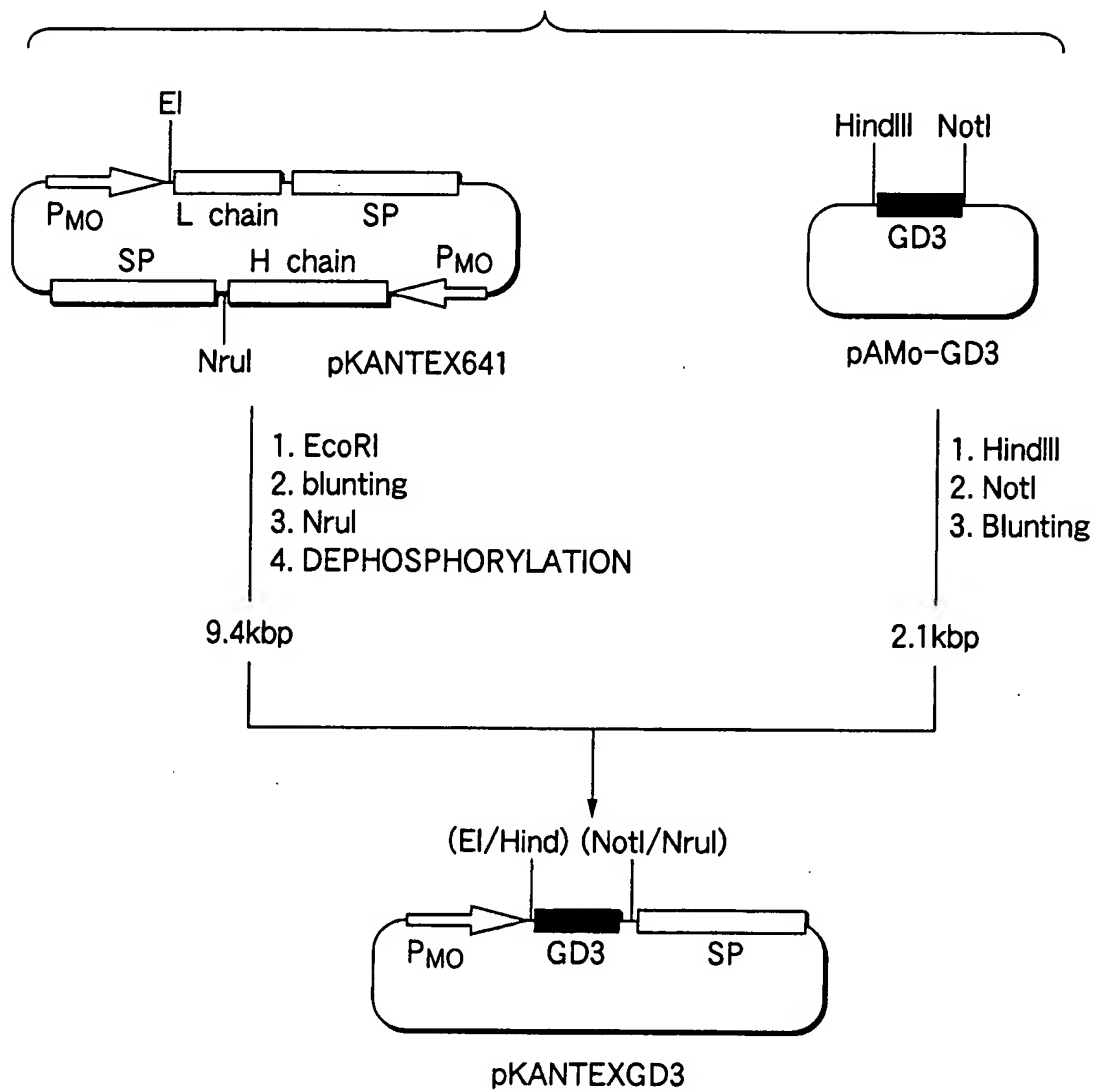 EI
PMO
L chain
SP
SP
H chain
PMO
NruI
pKANTEX641
HindIII NotI
GD3
pAMo-GD3
1. EcoRI
2. blunting
3. NruI
4. DEPHOSPHORYLATION
1. HindIII
2. NotI
3. Blunting
9.4kbp
2.1kbp
(EI/Hind) (NotI/NruI)
PMO
GD3
SP
pKANTEXGD3